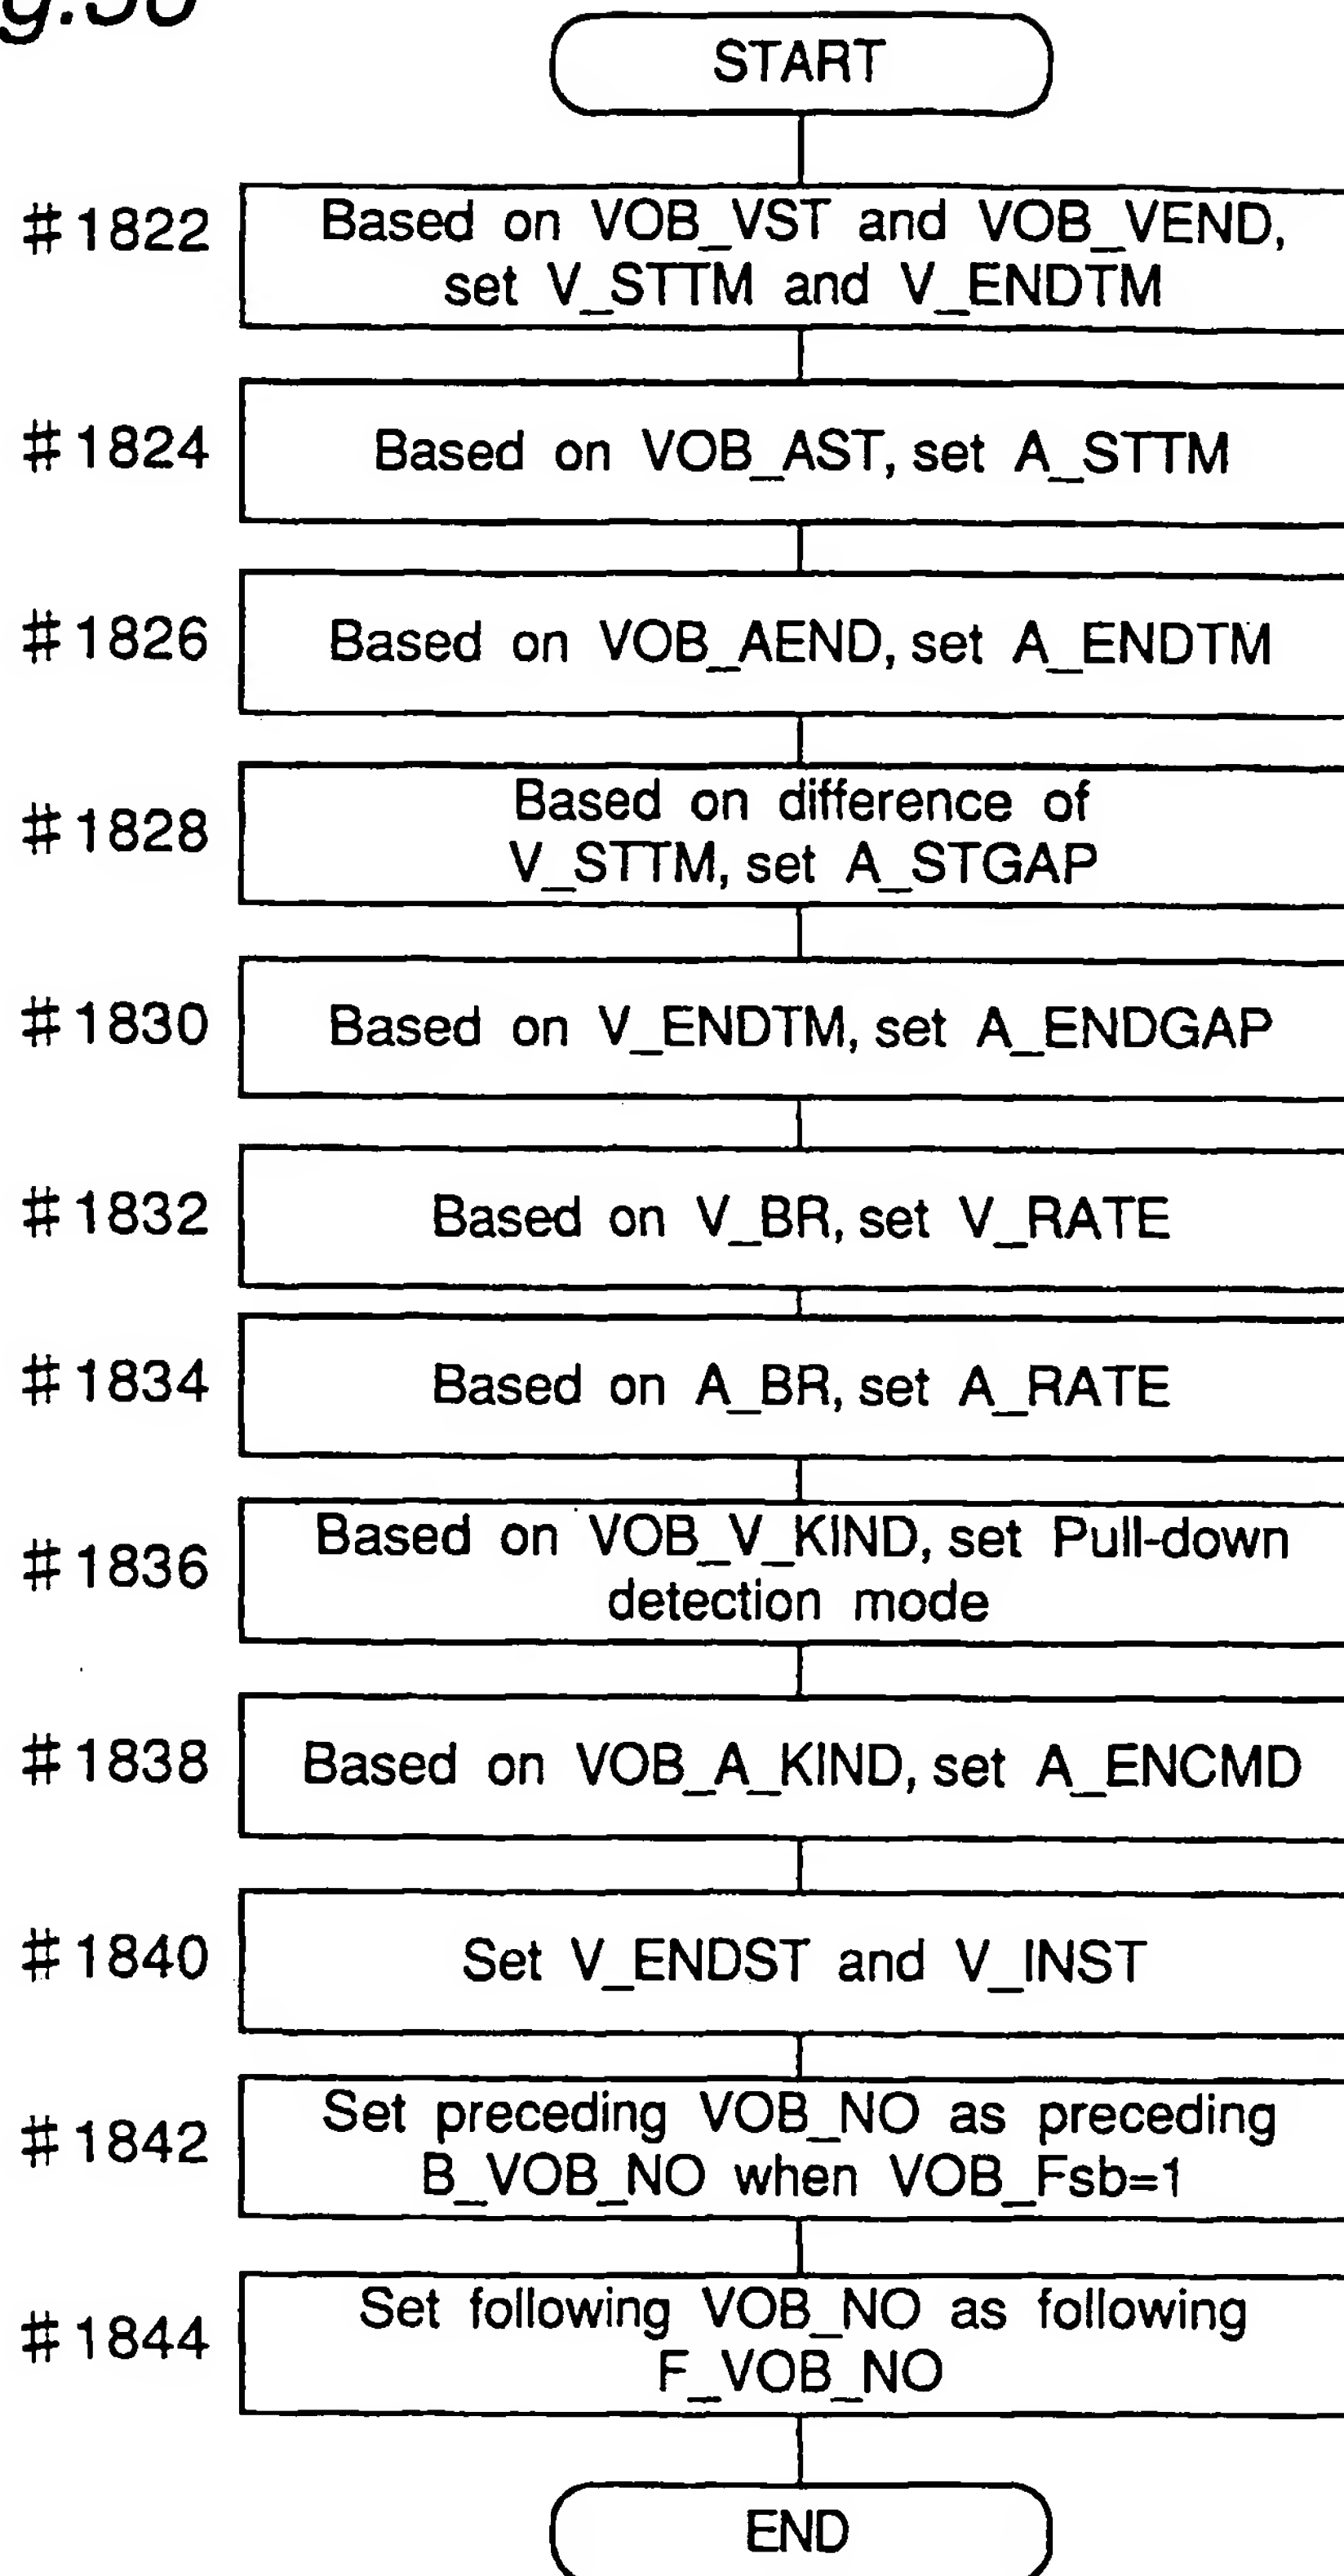 START
#1822
Based on VOB_VST and VOB_VEND,
set V_STTM and V_ENDTM
#1824
Based on VOB_AST, set A_STTM
#1826
Based on VOB_AEND, set A_ENDTM
#1828
Based on difference of
V_STTM, set A_STGAP
#1830
Based on V_ENDTM, set A_ENDGAP
#1832
Based on V_BR, set V_RATE
#1834
Based on A_BR, set A_RATE
#1836
Based on VOB_V_KIND, set Pull-down
detection mode
#1838
Based on VOB_A_KIND, set A_ENCMD
#1840
Set V_ENDST and V_INST
#1842
Set preceding VOB_NO as preceding
B_VOB_NO when VOB_Fsb=1
#1844
Set following VOB_NO as following
F_VOB_NO
END